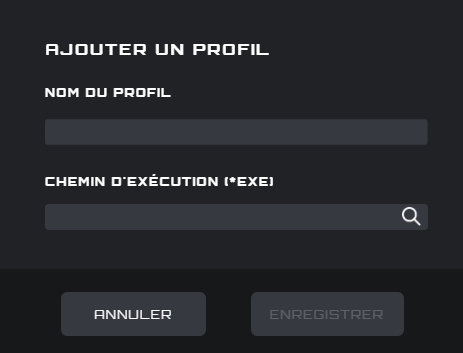 AJOUTER UN PROFIL
NOM DU PROFIL
CHEMIN D'EXÉCUTION (*EXE)
ANNULER
ENREGISTRER